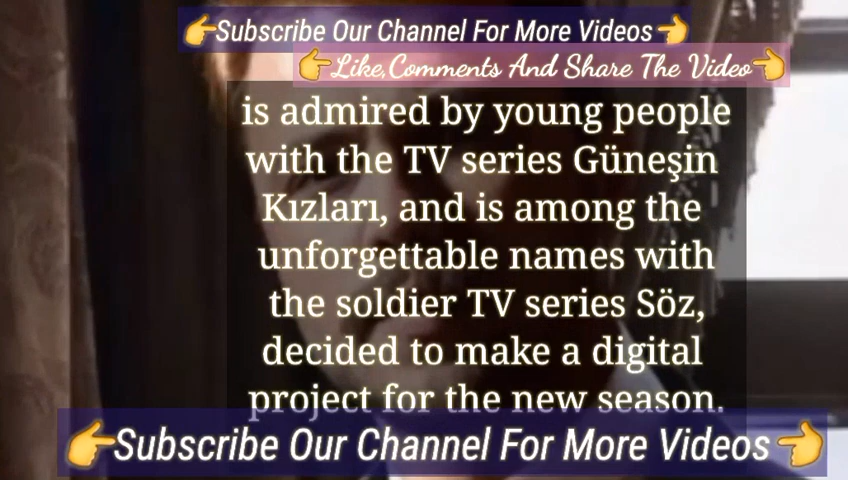 👉Subscribe Our Channel For More Videos👈
👉Like,Comments And Share The Video👈
is admired by young people
with the TV series Güneşin
Kızları, and is among the
unforgettable names with
the soldier TV series Söz,
decided to make a digital
project for the new season.
👉Subscribe Our Channel For More Videos👈